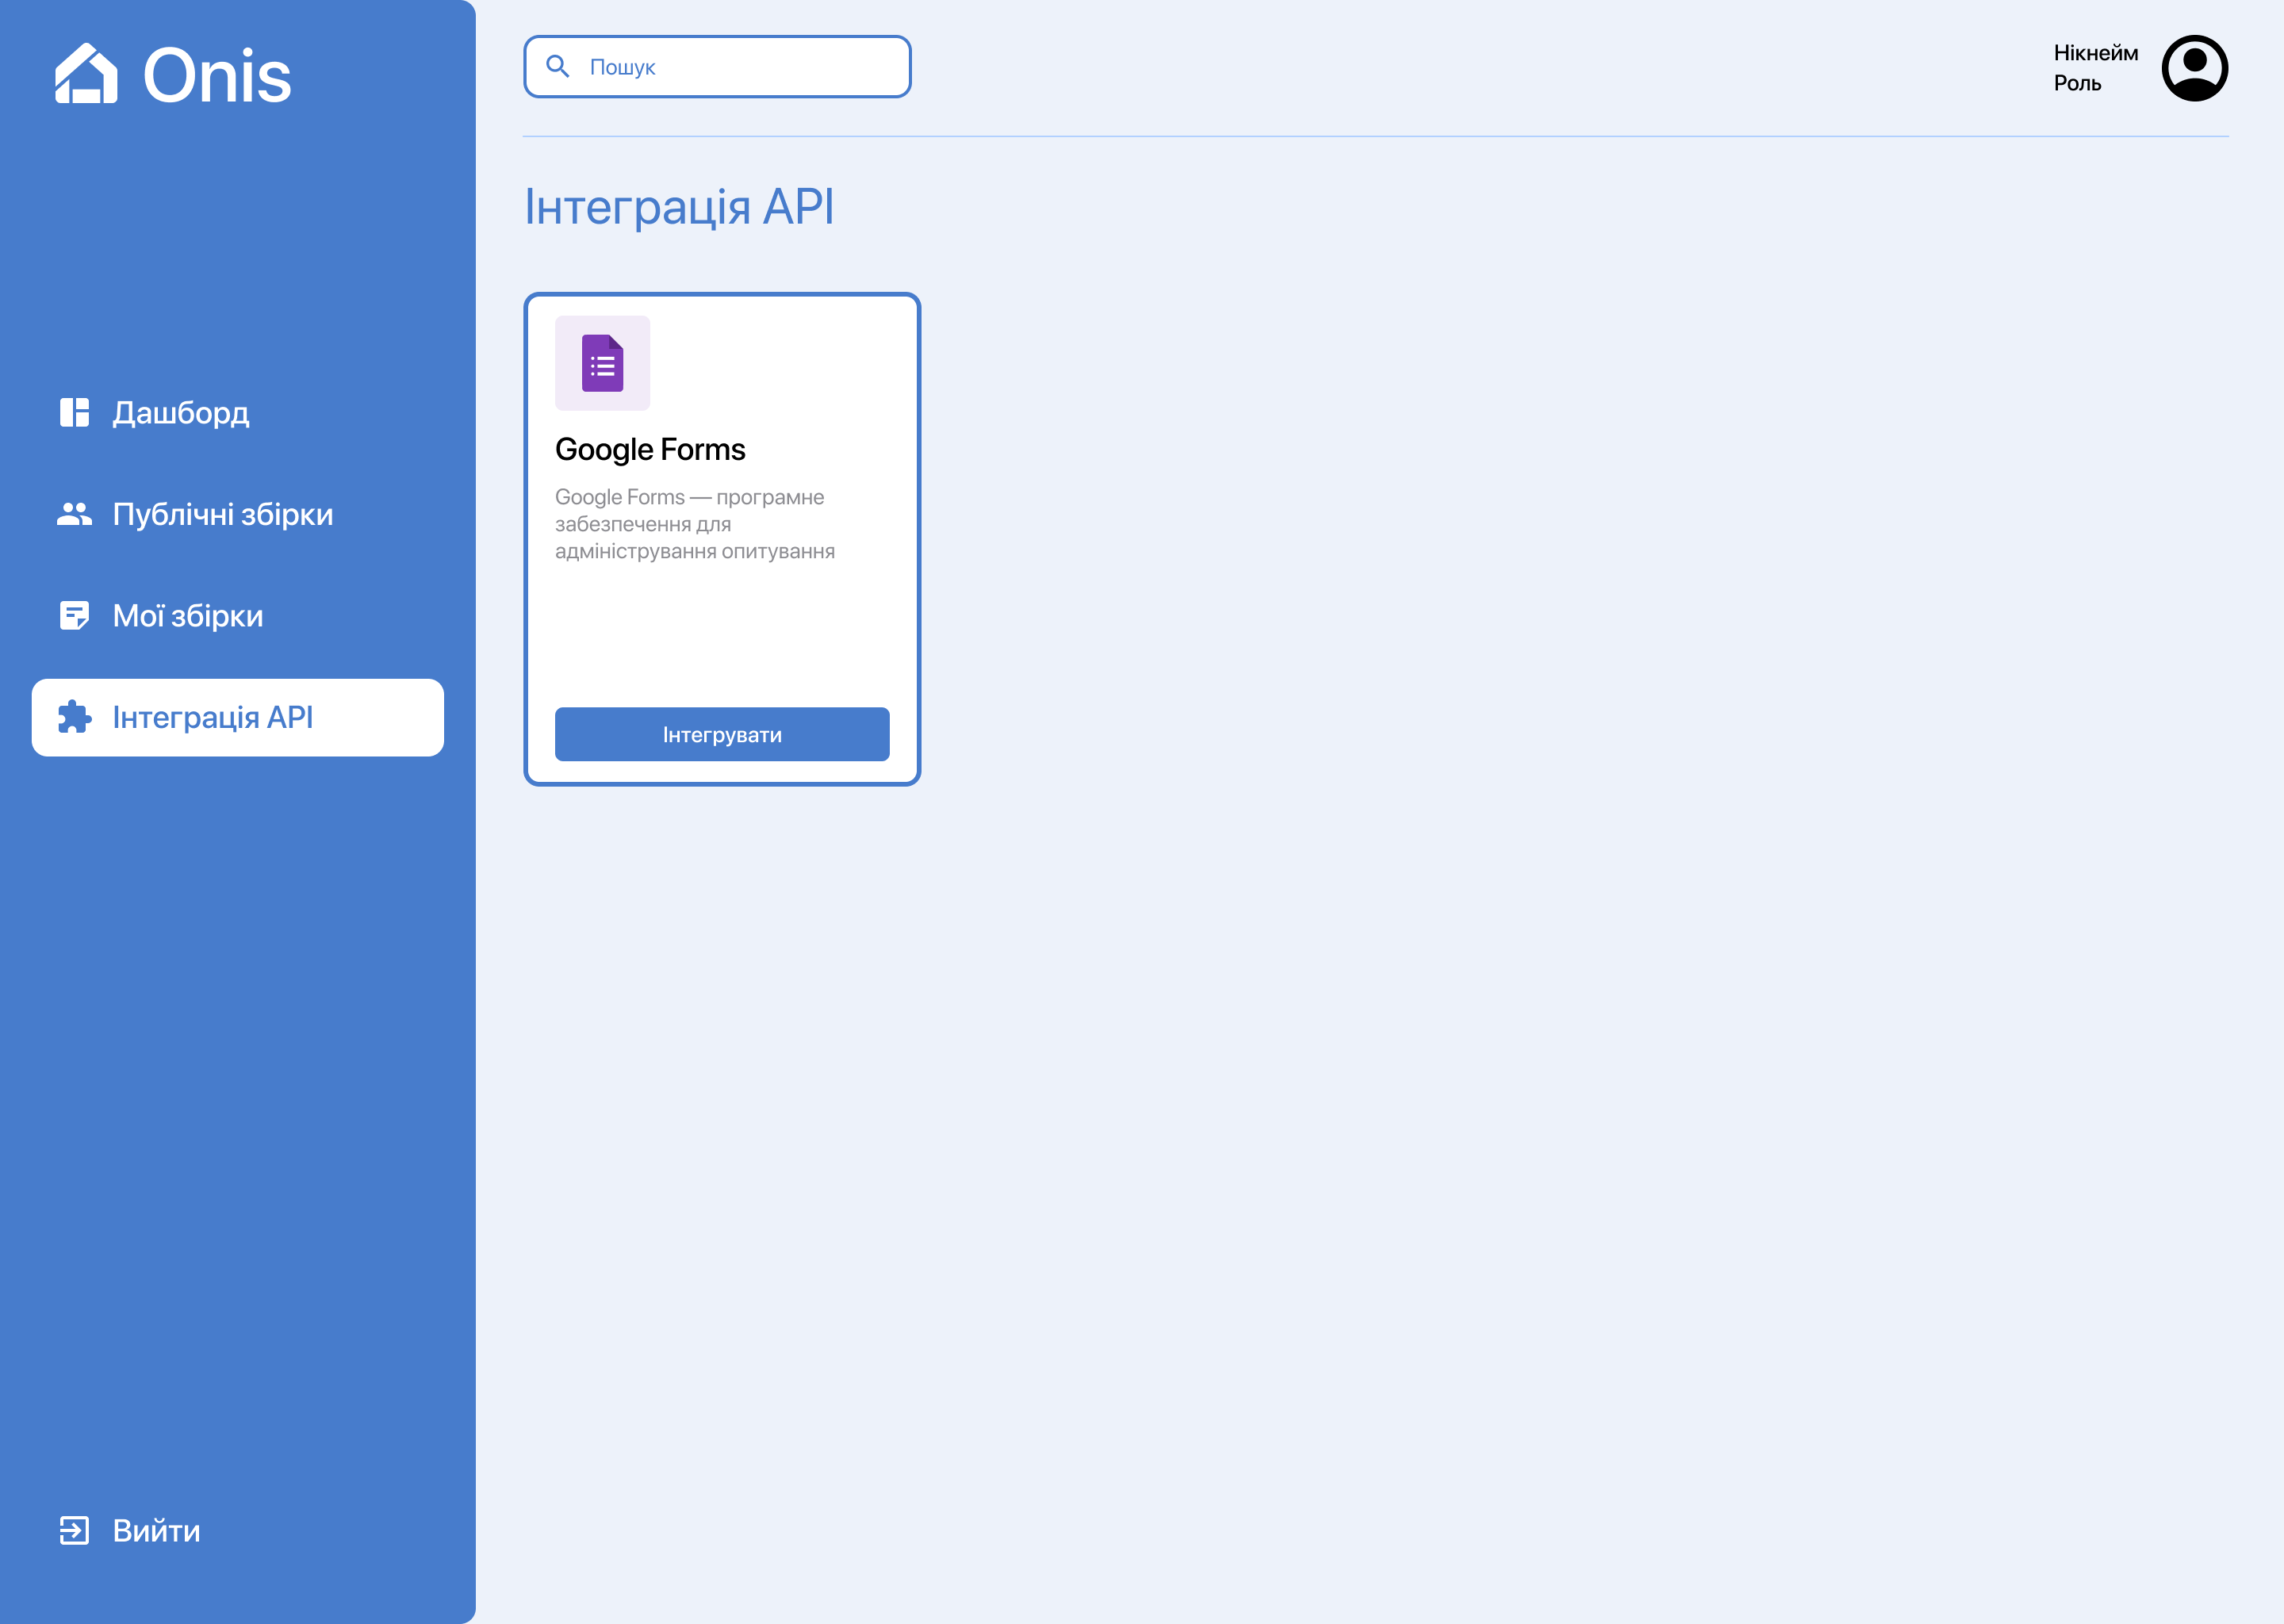 Onis
Дашборд
Публічні збірки
Мої збірки
Інтеграція API
Вийти
Пошук
Нікнейм
Роль
Інтеграція API
Google Forms
Google Forms — програмне
забезпечення для
адміністрування опитування
Інтегрувати